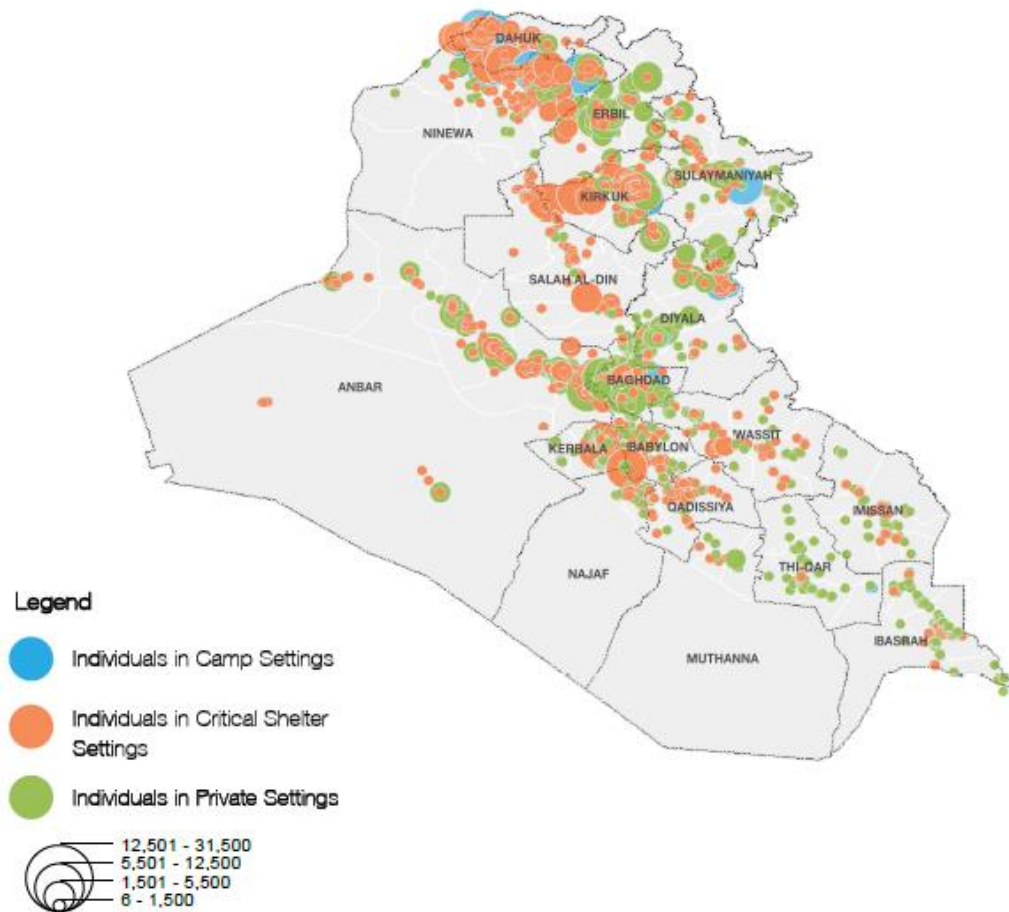 DAHUK
ERBIL
NINEWA
SULAYMANIYAH
KIRKUK
SALAH AL-DIN
DIYALA
ANBAR
BAGHDAD
KERBALA
BABYLON
WASSIT
QADISSIYA
MISSAN
NAJAF
THI-QAR
BASRAH
MUTHANNA
Legend
Individuals in Camp Settings
Individuals in Critical Shelter
Settings
Individuals in Private Settings
12,501 - 31,500
5,501 - 12,500
1,501 - 5,500
6 - 1,500